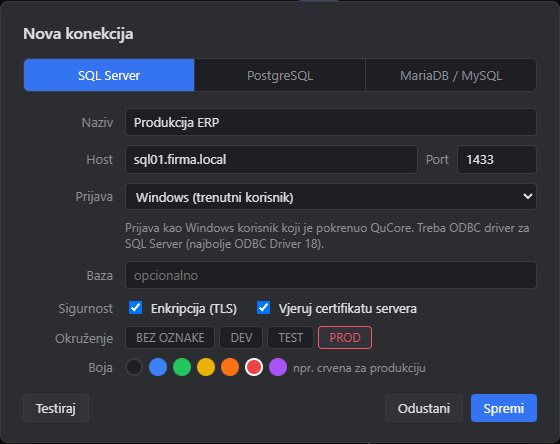 Nova konekcija
SQL Server PostgreSQL MariaDB / MySQL
Naziv Produkcija ERP
Host sql01.firma.local Port 1433
Prijava Windows (trenutni korisnik)
Prijava kao Windows korisnik koji je pokrenuo QuCore. Treba ODBC driver za
SQL Server (najbolje ODBC Driver 18).
Baza opcionalno
Sigurnost Enkripcija (TLS) Vjeruj certifikatu servera
Okruženje BEZ OZNAKE DEV TEST PROD
Boja npr. crvena za produkciju
Testiraj Odustani Spremi